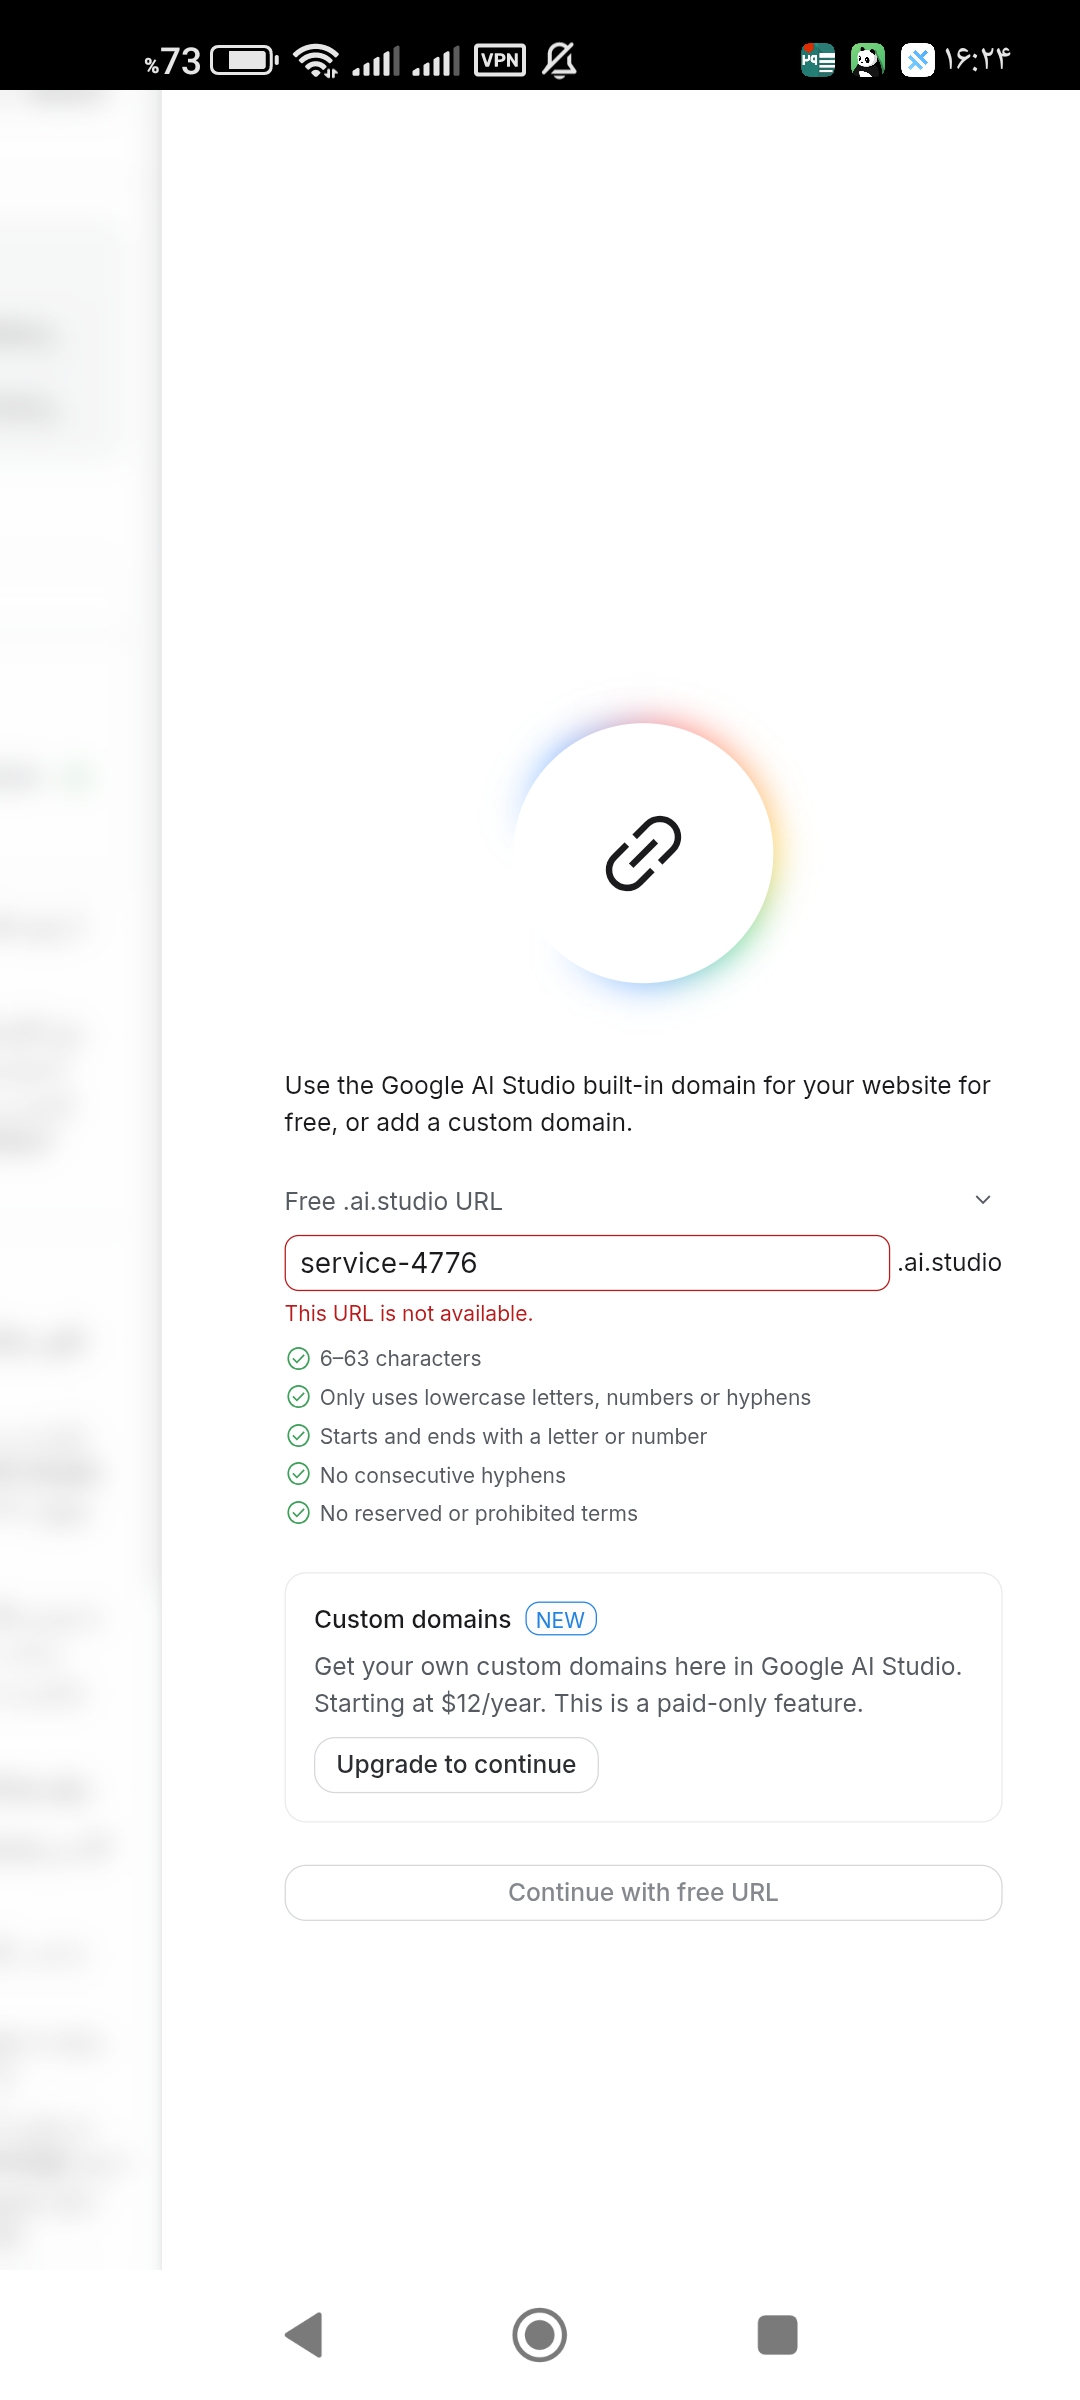 %73 VPN ۱۶:۲۴
Use the Google AI Studio built-in domain for your website for
free, or add a custom domain.
Free .ai.studio URL
service-4776 .ai.studio
This URL is not available.
6–63 characters
Only uses lowercase letters, numbers or hyphens
Starts and ends with a letter or number
No consecutive hyphens
No reserved or prohibited terms
Custom domains NEW
Get your own custom domains here in Google AI Studio.
Starting at $12/year. This is a paid-only feature.
Upgrade to continue
Continue with free URL